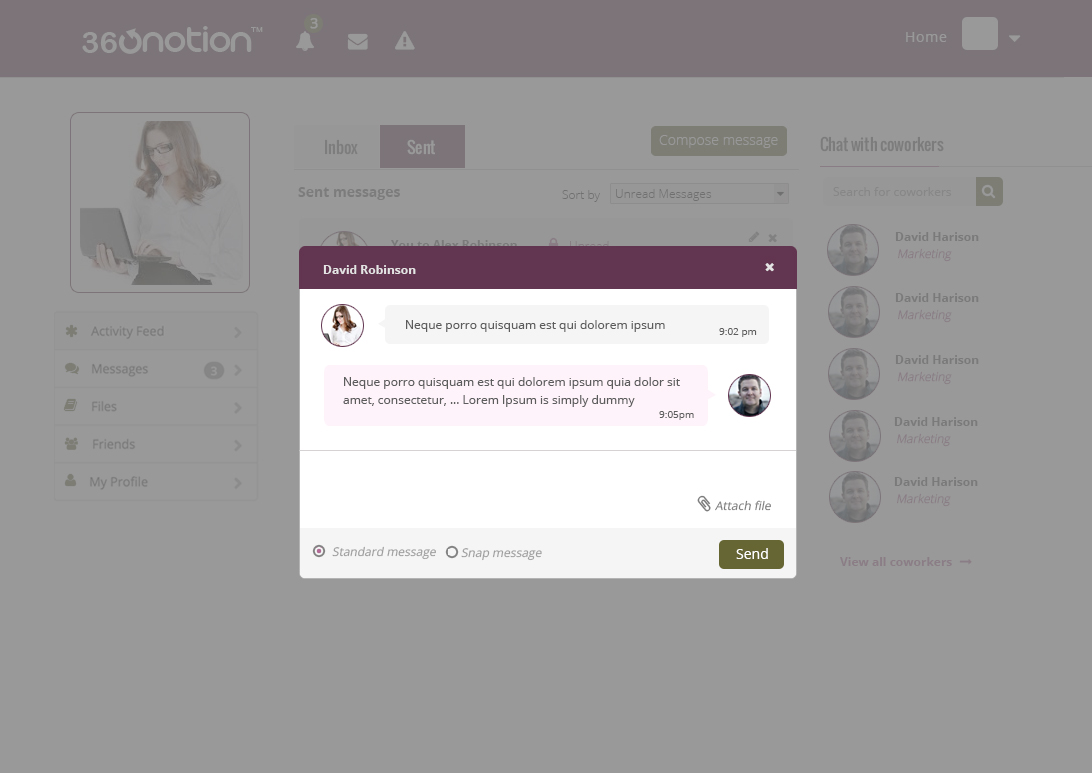 360notion™
3
Home
Inbox
Sent
Compose message
Chat with coworkers
Sent messages
Sort by
Unread Messages
Search for coworkers
You to Alex Robinson
Unread
David Harison
Marketing
David Harison
Marketing
David Harison
Marketing
David Harison
Marketing
David Harison
Marketing
View all coworkers
Activity Feed
Messages 3
Files
Friends
My Profile
David Robinson
Neque porro quisquam est qui dolorem ipsum
9:02 pm
Neque porro quisquam est qui dolorem ipsum quia dolor sit
amet, consectetur, ... Lorem Ipsum is simply dummy
9:05pm
Attach file
Standard message
Snap message
Send